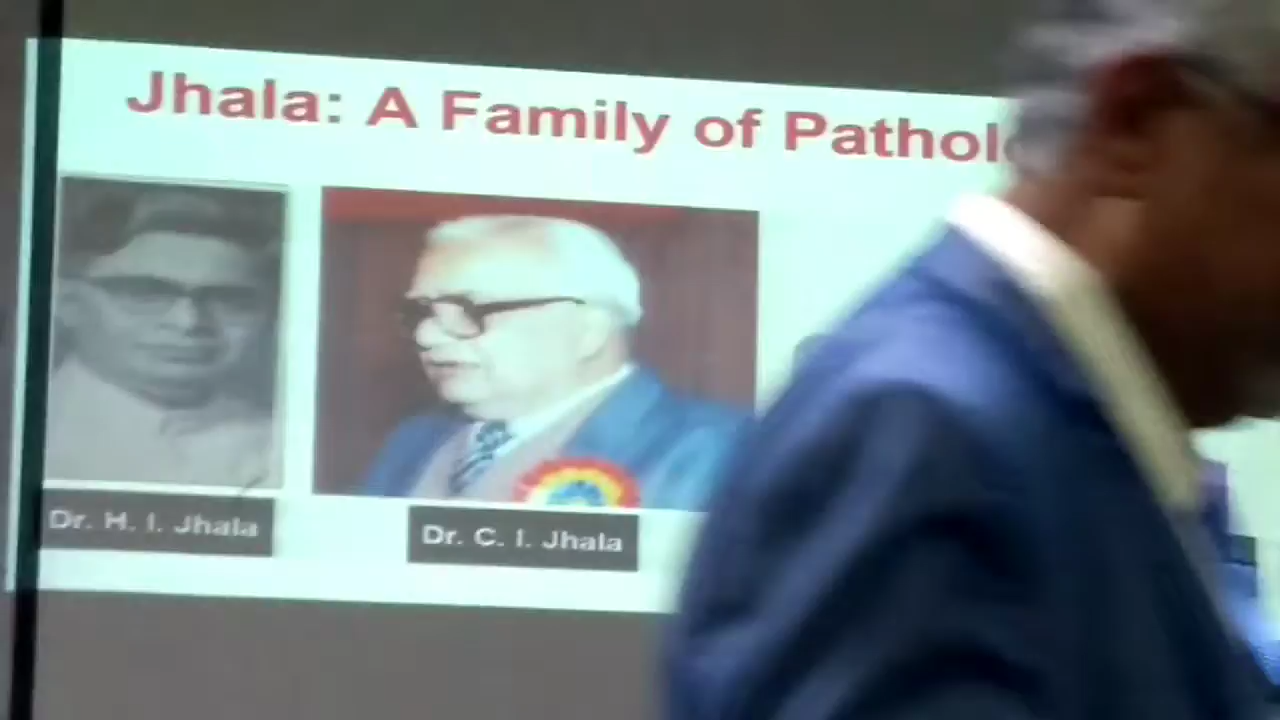 Jhala: A Family of Pathol
Dr. H. I. Jhala
Dr. C. I. Jhala